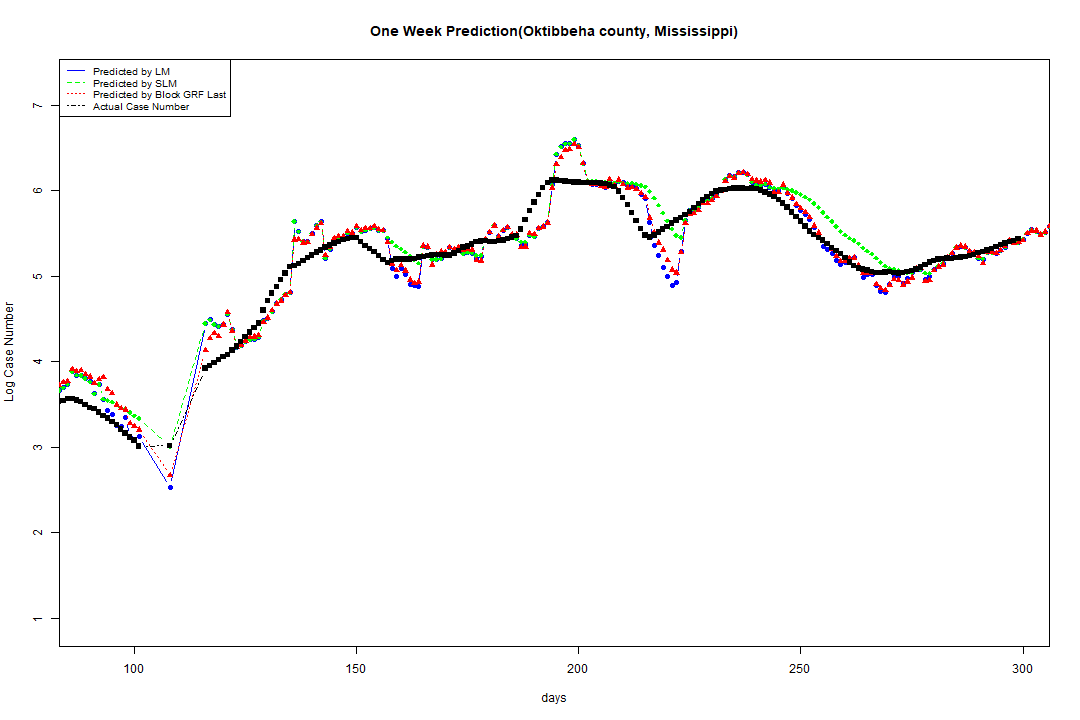 One Week Prediction(Oktibbeha county, Mississippi)
Predicted by LM
Predicted by SLM
Predicted by Block GRF Last
Actual Case Number
7
6
5
4
3
2
1
Log Case Number
100 150 200 250 300
days